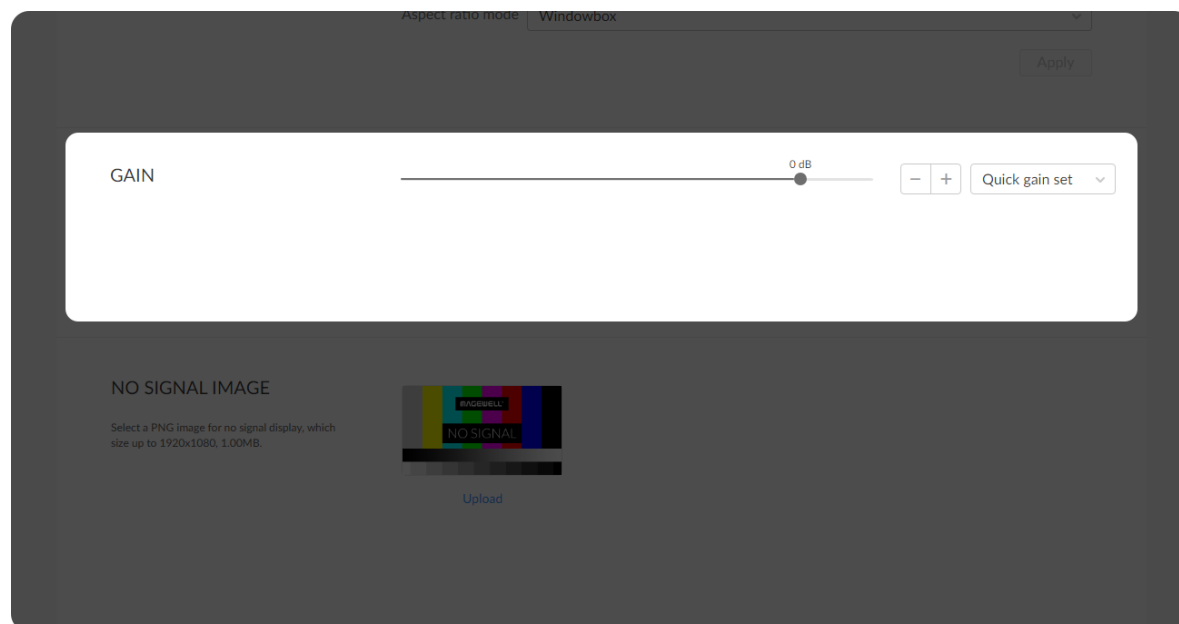 Aspect ratio mode Windowbox
Apply
GAIN
0 dB
− + Quick gain set
NO SIGNAL IMAGE
Select a PNG image for no signal display, which
size up to 1920x1080, 1.00MB.
MAGEWELL
NO SIGNAL
Upload